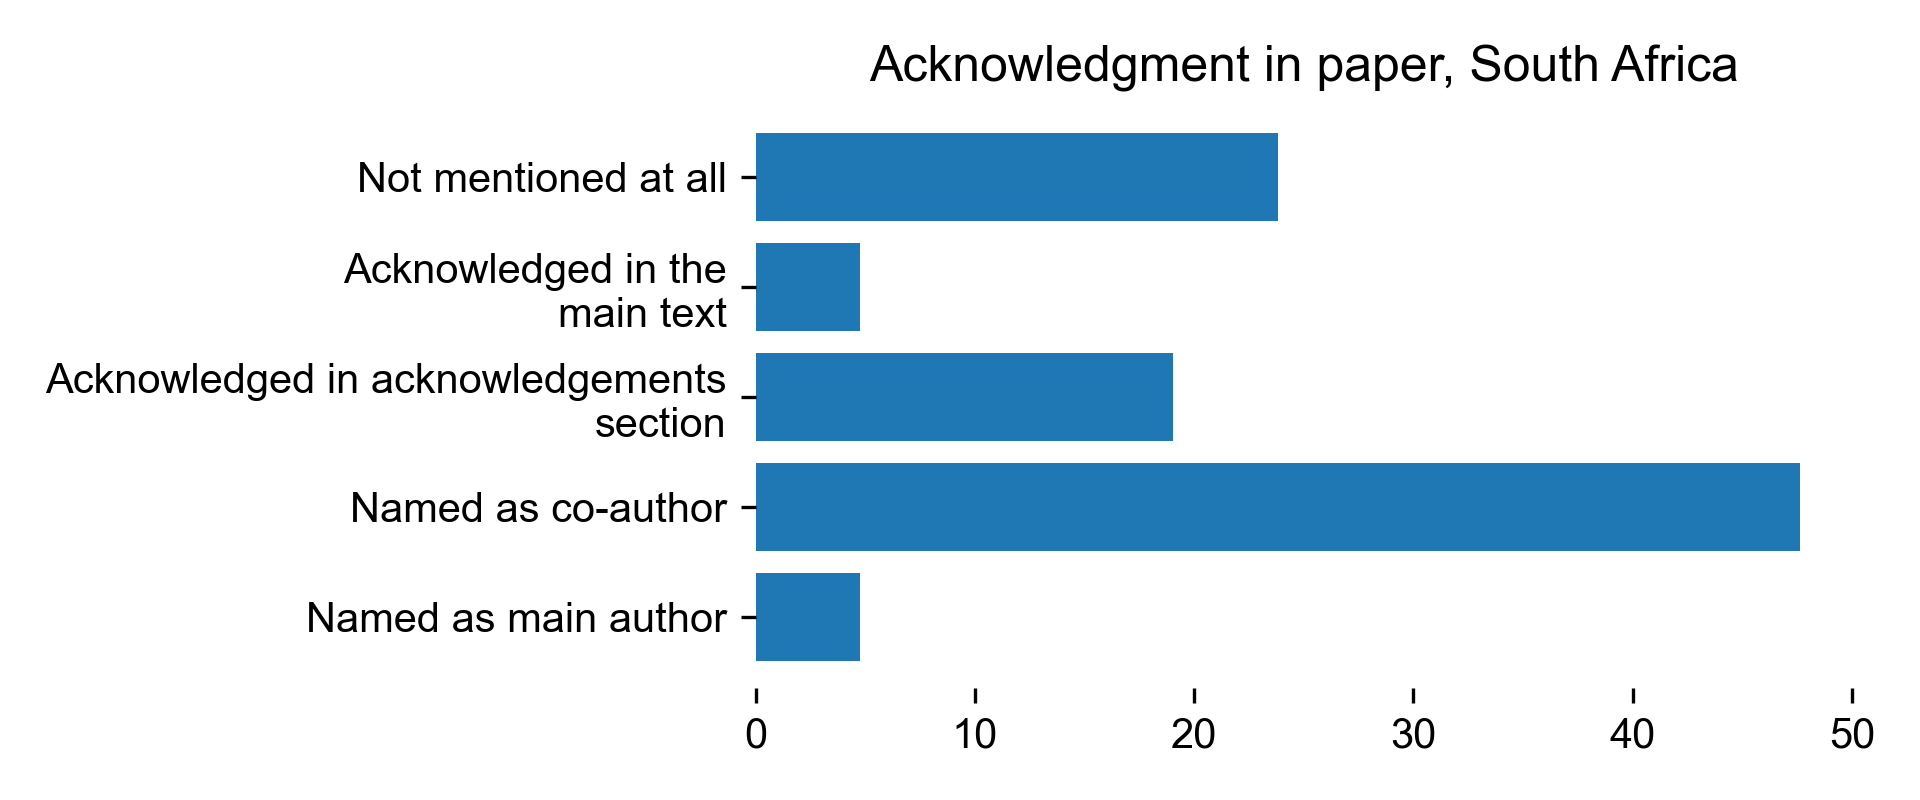 Acknowledgment in paper, South Africa
Not mentioned at all
Acknowledged in the
main text
Acknowledged in acknowledgements
section
Named as co-author
Named as main author
0 10 20 30 40 50